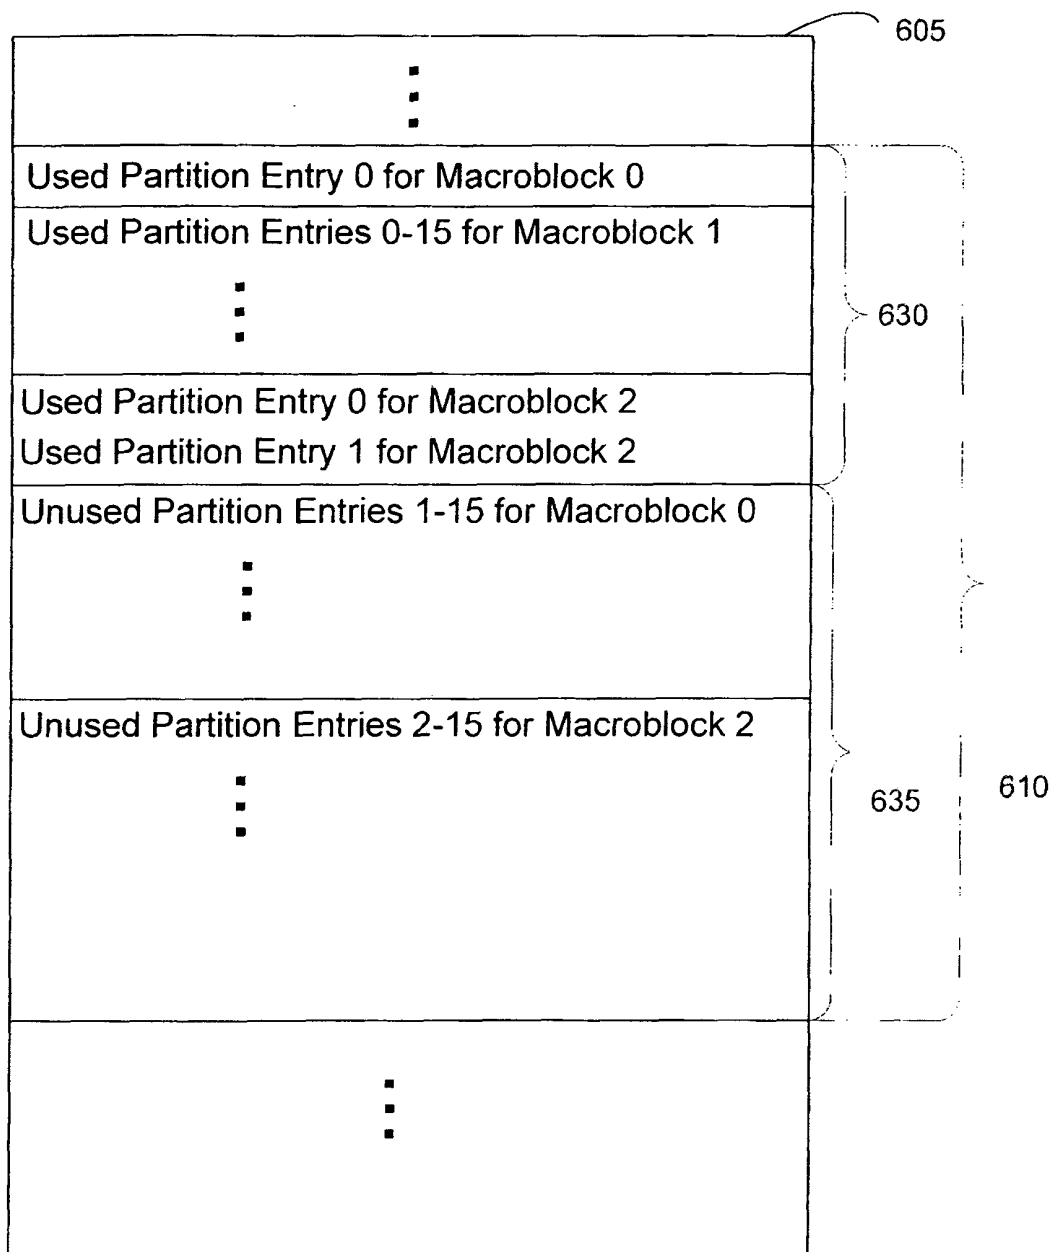 605
Used Partition Entry 0 for Macroblock 0
Used Partition Entries 0-15 for Macroblock 1
630
Used Partition Entry 0 for Macroblock 2
Used Partition Entry 1 for Macroblock 2
Unused Partition Entries 1-15 for Macroblock 0
Unused Partition Entries 2-15 for Macroblock 2
635
610